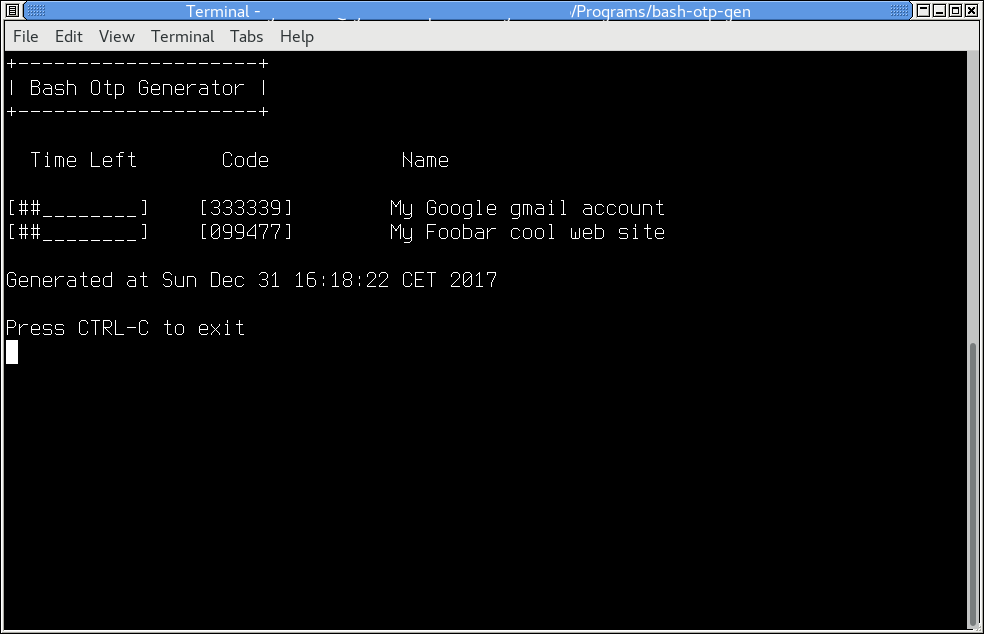 Terminal - /Programs/bash-otp-gen
File Edit View Terminal Tabs Help
+--------------------+
| Bash Otp Generator |
+--------------------+
Time Left Code Name
[##________] [333339] My Google gmail account
[##________] [099477] My Foobar cool web site
Generated at Sun Dec 31 16:18:22 CET 2017
Press CTRL-C to exit